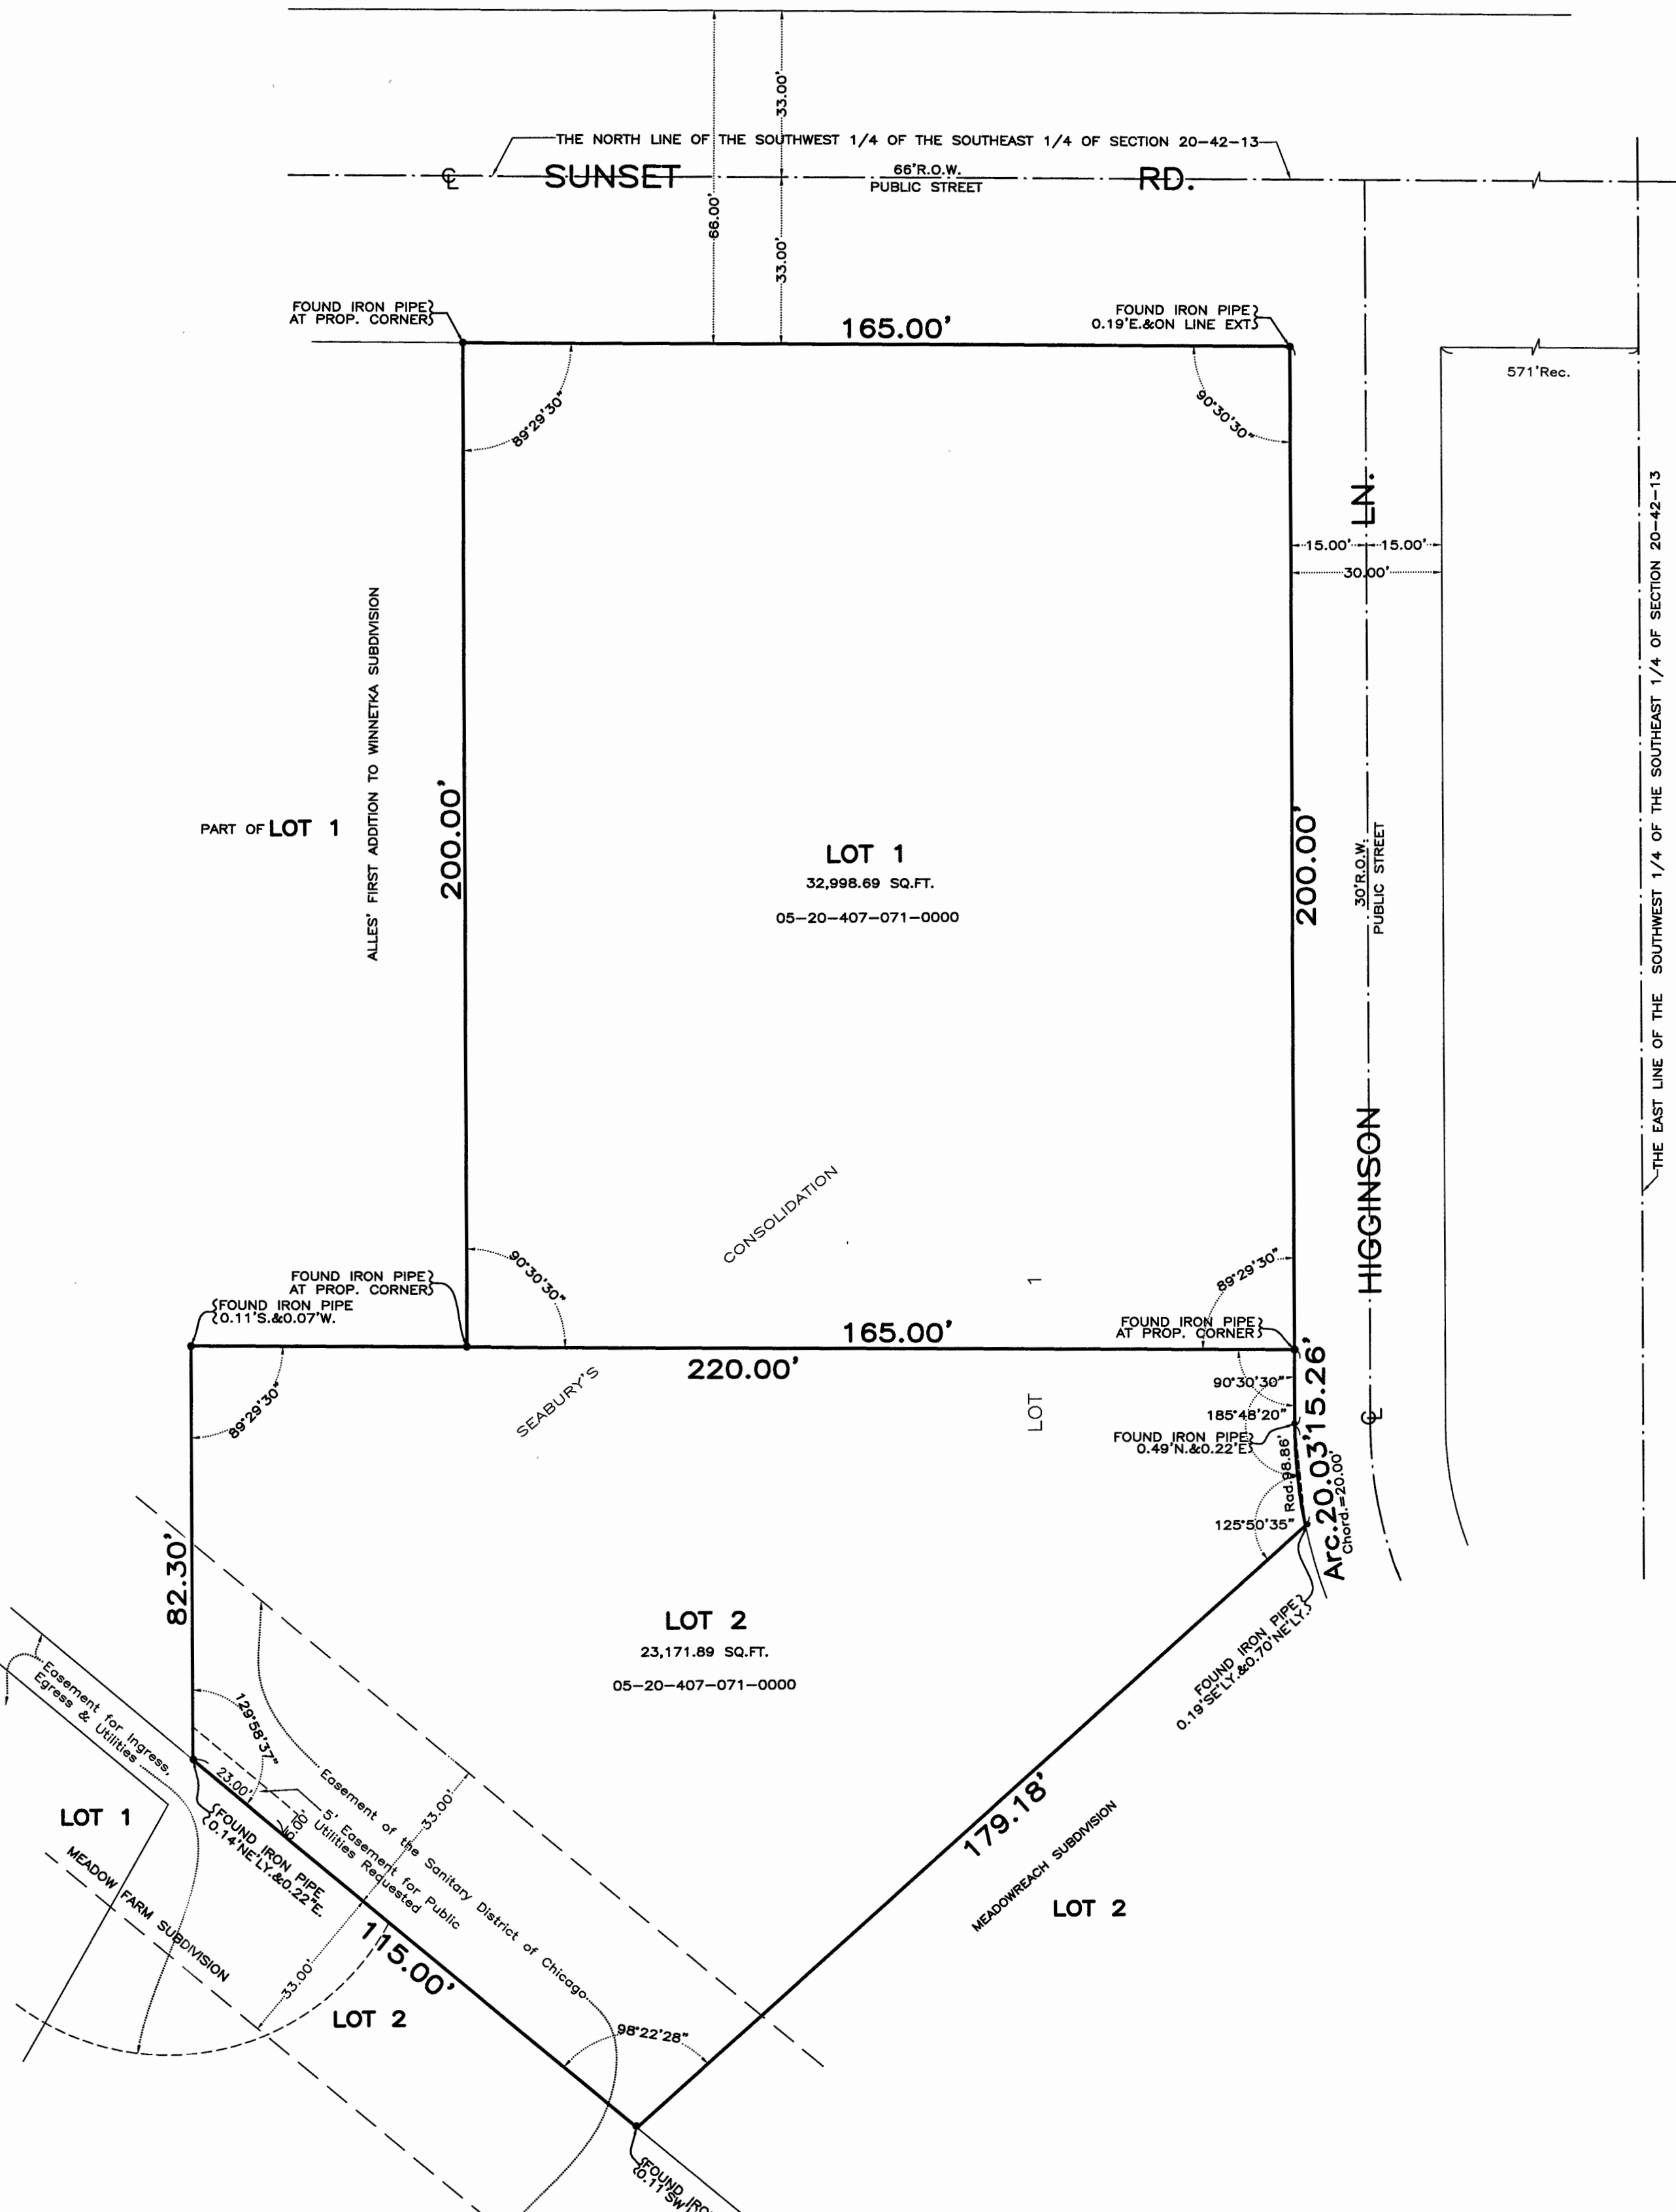 33.00'
THE NORTH LINE OF THE SOUTHWEST 1/4 OF THE SOUTHEAST 1/4 OF SECTION 20-42-13
℄ SUNSET
66'R.O.W.
PUBLIC STREET
RD.
66.00'
33.00'
FOUND IRON PIPE
AT PROP. CORNER
165.00'
FOUND IRON PIPE
0.19'E.&ON LINE EXT
571'Rec.
89°29'30"
90°30'30"
LN.
15.00'
15.00'
30.00'
THE EAST LINE OF THE SOUTHWEST 1/4 OF THE SOUTHEAST 1/4 OF SECTION 20-42-13
ALLES' FIRST ADDITION TO WINNETKA SUBDIVISION
PART OF LOT 1
200.00'
LOT 1
32,998.69 SQ.FT.
05-20-407-071-0000
200.00'
30'R.O.W.
PUBLIC STREET
HIGGINSON
℄
CONSOLIDATION
1
90°30'30"
89°29'30"
FOUND IRON PIPE
AT PROP. CORNER
FOUND IRON PIPE
0.11'S.&0.07'W.
165.00'
FOUND IRON PIPE
AT PROP. CORNER
220.00'
SEABURY'S
LOT
89°29'30"
90°30'30"
15.26'
185°48'20"
FOUND IRON PIPE
0.49'N.&0.22'E
Rad.98.86'
Arc.20.03'
Chord.=20.00'
125°50'35"
82.30'
FOUND IRON PIPE
0.19'SE'LY.&0.70'NE'LY.
LOT 2
23,171.89 SQ.FT.
05-20-407-071-0000
Easement for Ingress,
Egress & Utilities
129°58'37"
23.00'
5.00'
5' Easement for Public
Utilities Requested
Easement of the Sanitary District of Chicago
33.00'
LOT 1
FOUND IRON PIPE
0.14'NE'LY.&0.22"E.
MEADOW FARM SUBDIVISION
179.18'
MEADOWREACH SUBDIVISION
LOT 2
115.00'
33.00'
LOT 2
98°22'28"
FOUND IRO
0.11'SW